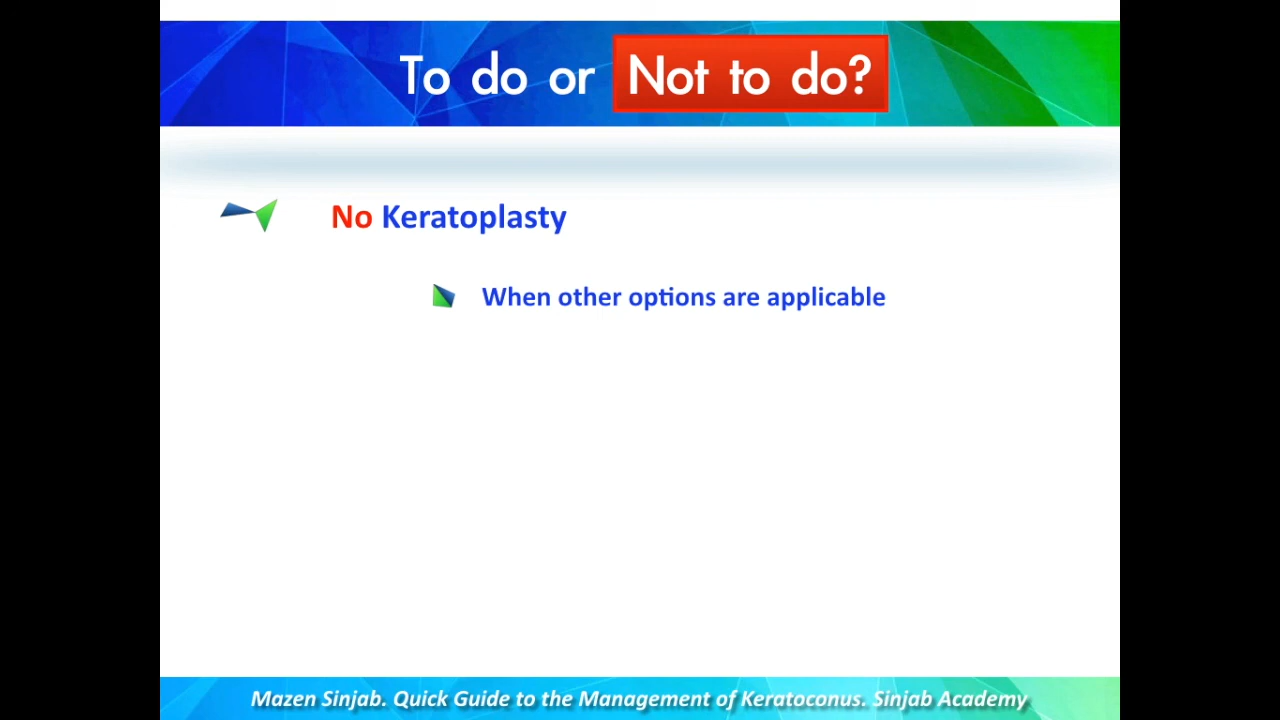 To do or Not to do?
No Keratoplasty
When other options are applicable
Mazen Sinjab. Quick Guide to the Management of Keratoconus. Sinjab Academy